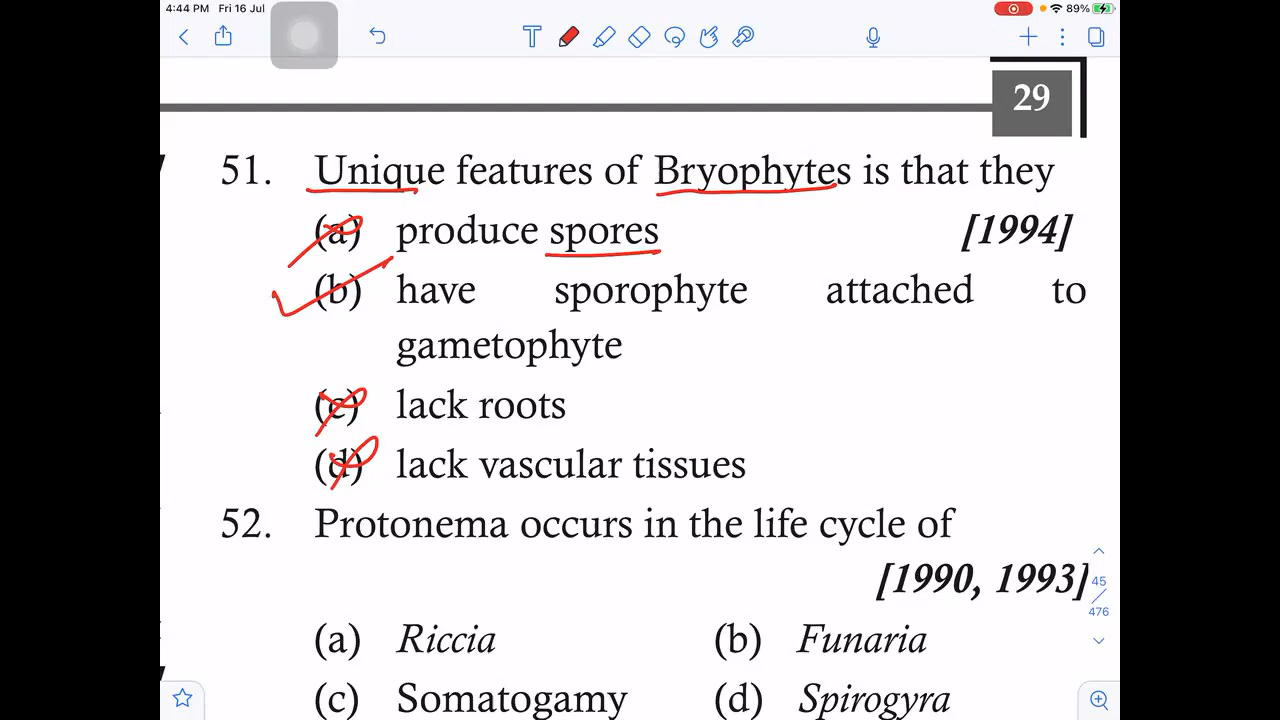 4:44 PM Fri 16 Jul
89%
T
29
51. Unique features of Bryophytes is that they
(a) produce spores [1994]
(b) have sporophyte attached to
gametophyte
(c) lack roots
(d) lack vascular tissues
52. Protonema occurs in the life cycle of
[1990, 1993]
45
476
(a) Riccia (b) Funaria
(c) Somatogamy (d) Spirogyra